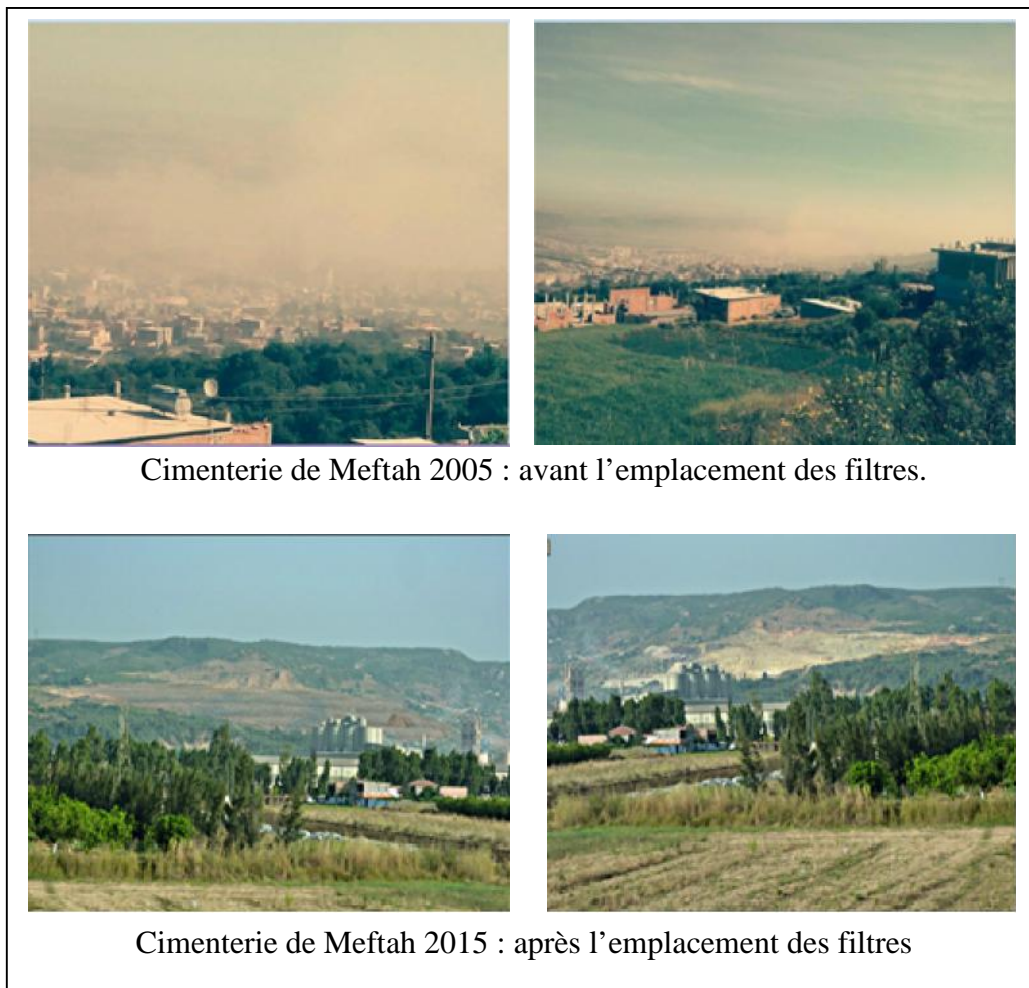 Cimenterie de Meftah 2005 : avant l’emplacement des filtres.
Cimenterie de Meftah 2015 : après l’emplacement des filtres